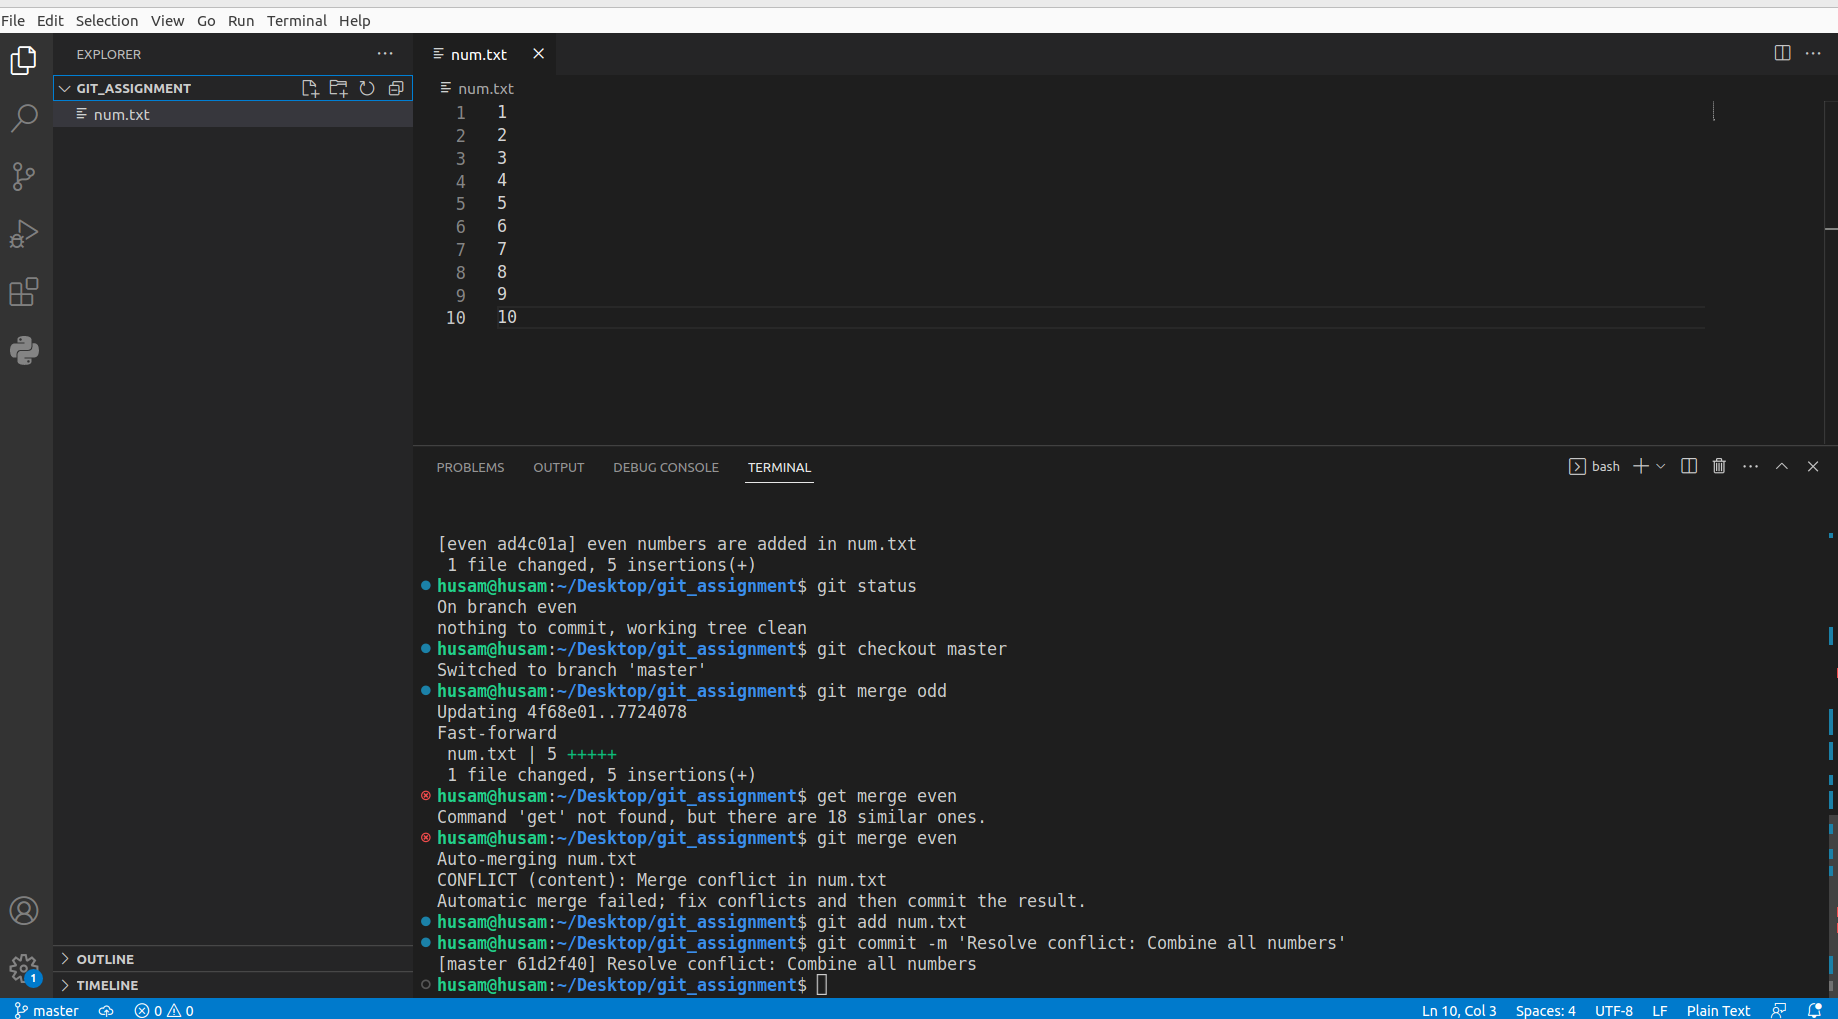 File Edit Selection View Go Run Terminal Help
EXPLORER
GIT_ASSIGNMENT
num.txt
OUTLINE
TIMELINE
num.txt
num.txt
1 1
2 2
3 3
4 4
5 5
6 6
7 7
8 8
9 9
10 10
PROBLEMS OUTPUT DEBUG CONSOLE TERMINAL
bash
[even ad4c01a] even numbers are added in num.txt
1 file changed, 5 insertions(+)
husam@husam:~/Desktop/git_assignment$ git status
On branch even
nothing to commit, working tree clean
husam@husam:~/Desktop/git_assignment$ git checkout master
Switched to branch 'master'
husam@husam:~/Desktop/git_assignment$ git merge odd
Updating 4f68e01..7724078
Fast-forward
num.txt | 5 +++++
1 file changed, 5 insertions(+)
husam@husam:~/Desktop/git_assignment$ get merge even
Command 'get' not found, but there are 18 similar ones.
husam@husam:~/Desktop/git_assignment$ git merge even
Auto-merging num.txt
CONFLICT (content): Merge conflict in num.txt
Automatic merge failed; fix conflicts and then commit the result.
husam@husam:~/Desktop/git_assignment$ git add num.txt
husam@husam:~/Desktop/git_assignment$ git commit -m 'Resolve conflict: Combine all numbers'
[master 61d2f40] Resolve conflict: Combine all numbers
husam@husam:~/Desktop/git_assignment$
1
master 0 0 Ln 10, Col 3 Spaces: 4 UTF-8 LF Plain Text